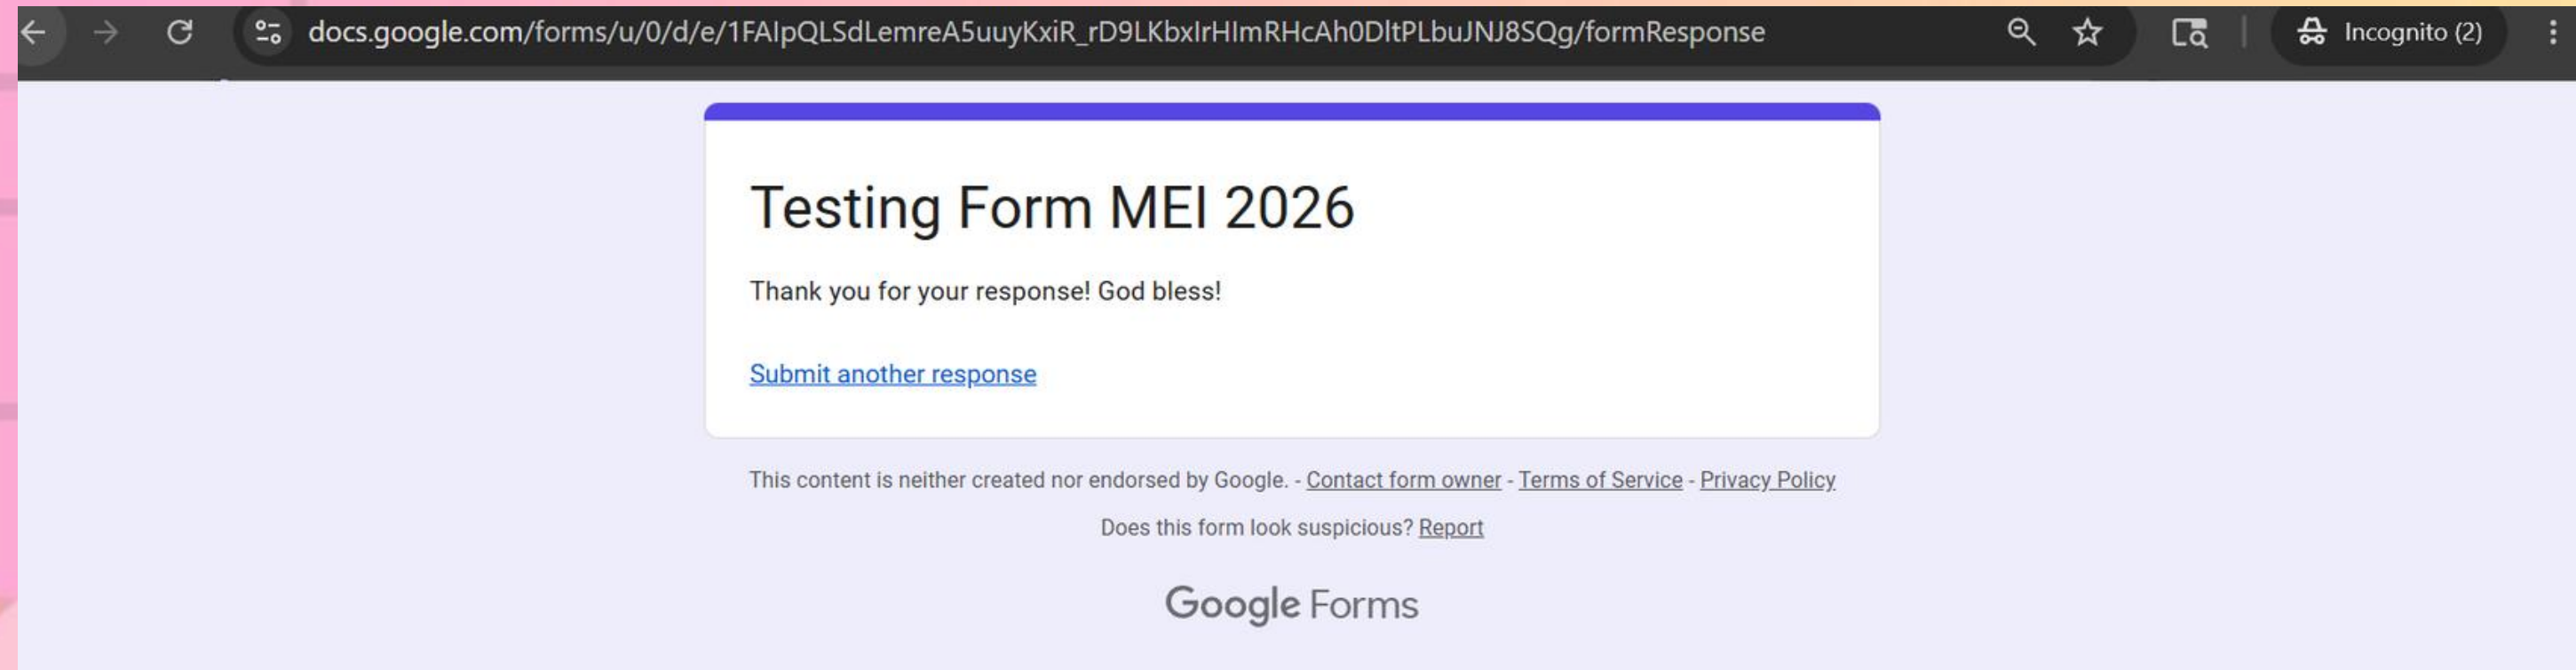 docs.google.com/forms/u/0/d/e/1FAIpQLSdLemreA5uuyKxiR_rD9LKbxIrHImRHcAh0DltPLbuJNJ8SQg/formResponse
Incognito (2)
Testing Form MEI 2026
Thank you for your response! God bless!
Submit another response
This content is neither created nor endorsed by Google. - Contact form owner - Terms of Service - Privacy Policy
Does this form look suspicious? Report
Google Forms